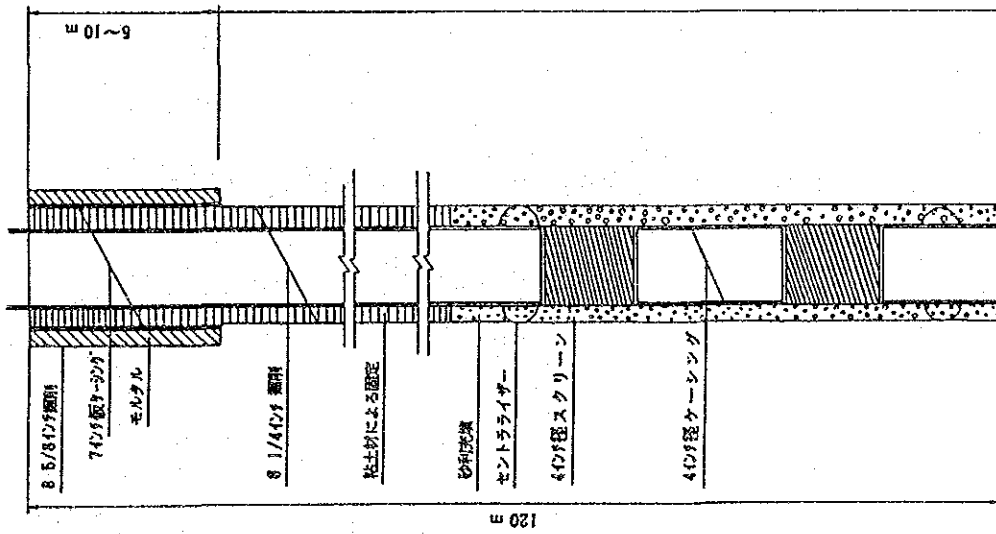 5～10 m
8 5/8インチ掘削
7インチ仮ケーシング
モルタル
8 1/4インチ 掘削
粘土材による固定
砂利充填
セントラライザー
4インチ径スクリーン
4インチ径ケーシング
120 m